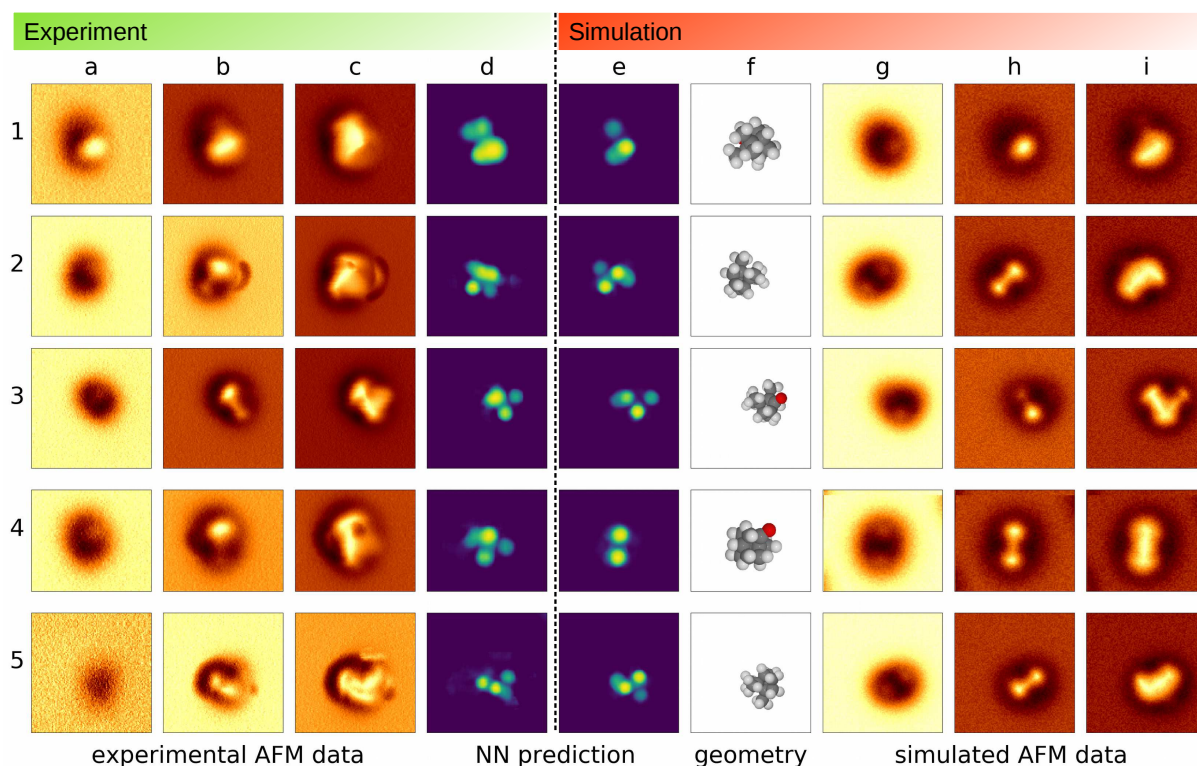 Experiment Simulation
a b c d e f g h i
1
2
3
4
5
experimental AFM data NN prediction geometry simulated AFM data